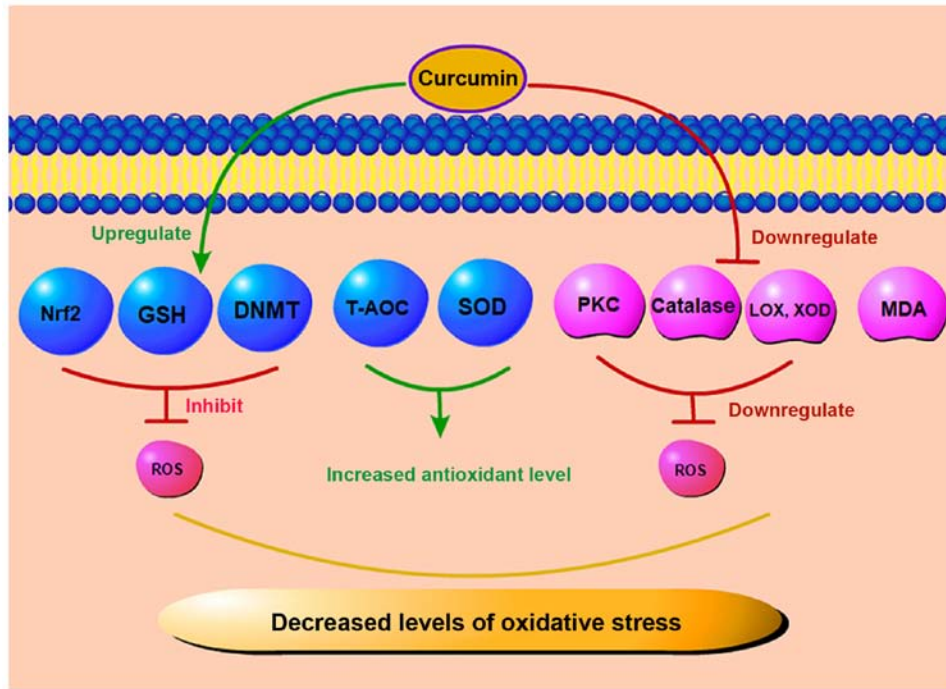 Curcumin
Upregulate
Downregulate
Nrf2
GSH
DNMT
T-AOC
SOD
PKC
Catalase
LOX, XOD
MDA
Inhibit
Downregulate
ROS
Increased antioxidant level
ROS
Decreased levels of oxidative stress